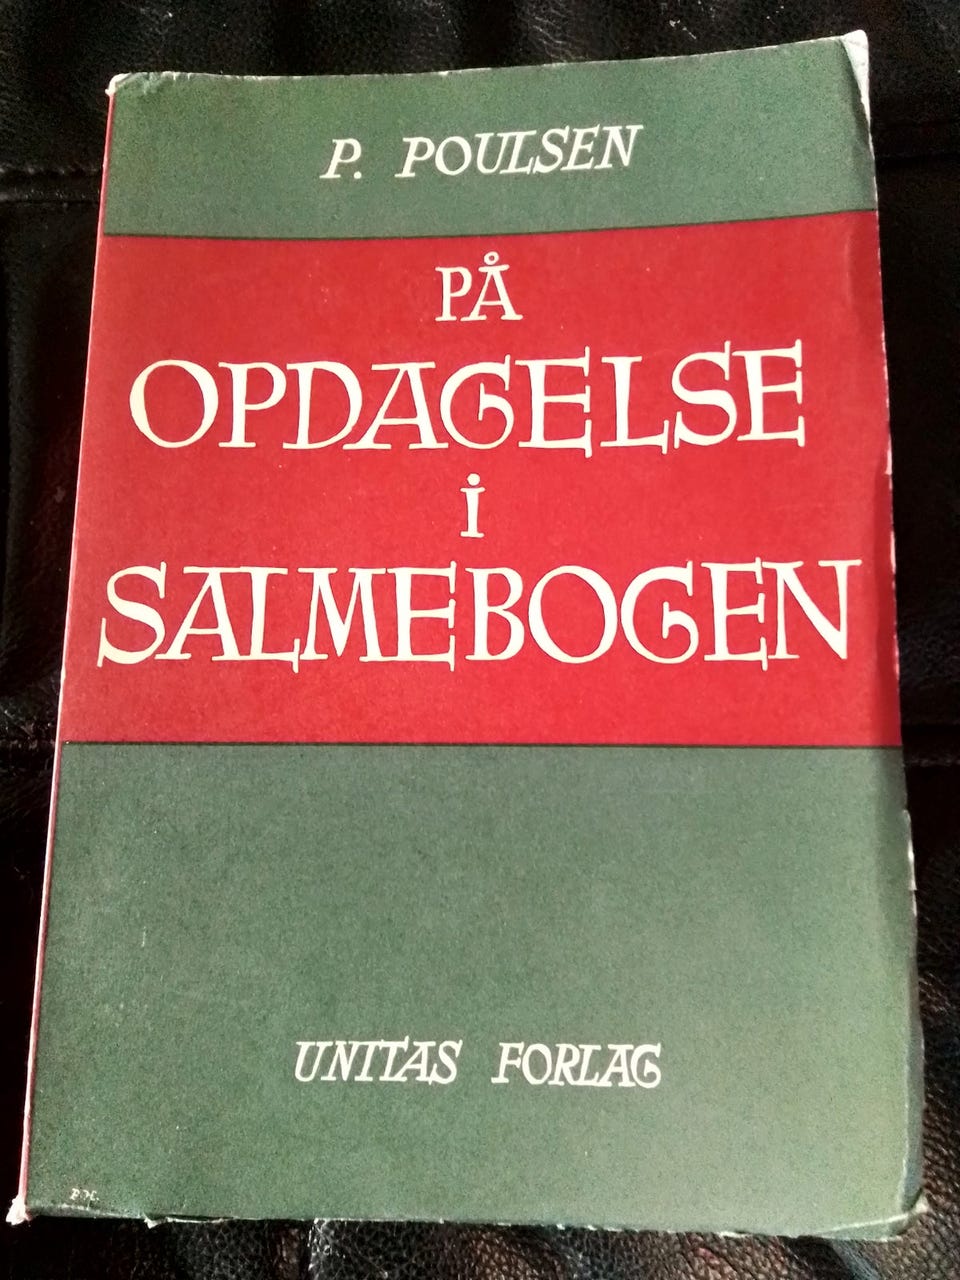 P. POULSEN
PÅ
OPDAGELSE
i
SALMEBOGEN
UNITAS FORLAG
P.H.